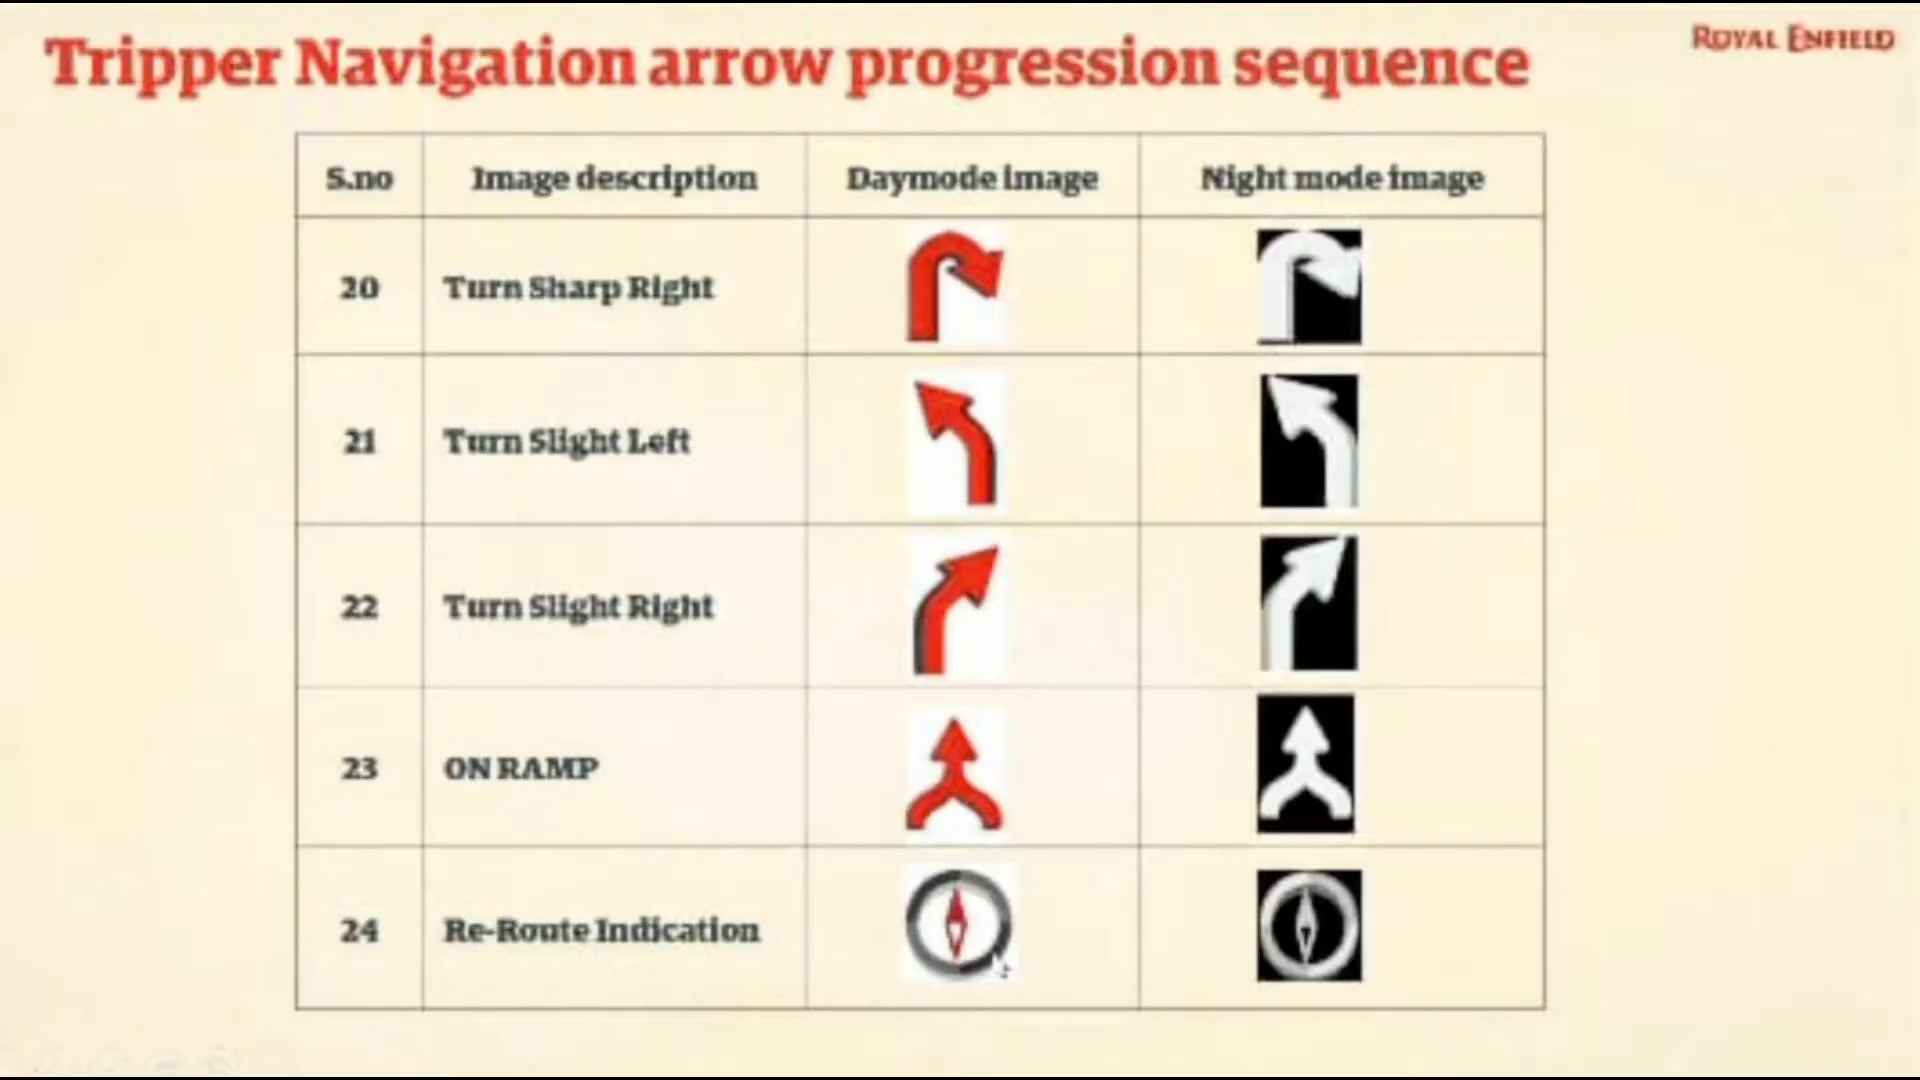 Tripper Navigation arrow progression sequence
ROYAL ENFIELD
S.no Image description Daymode image Night mode image
20 Turn Sharp Right
21 Turn Slight Left
22 Turn Slight Right
23 ON RAMP
24 Re-Route Indication